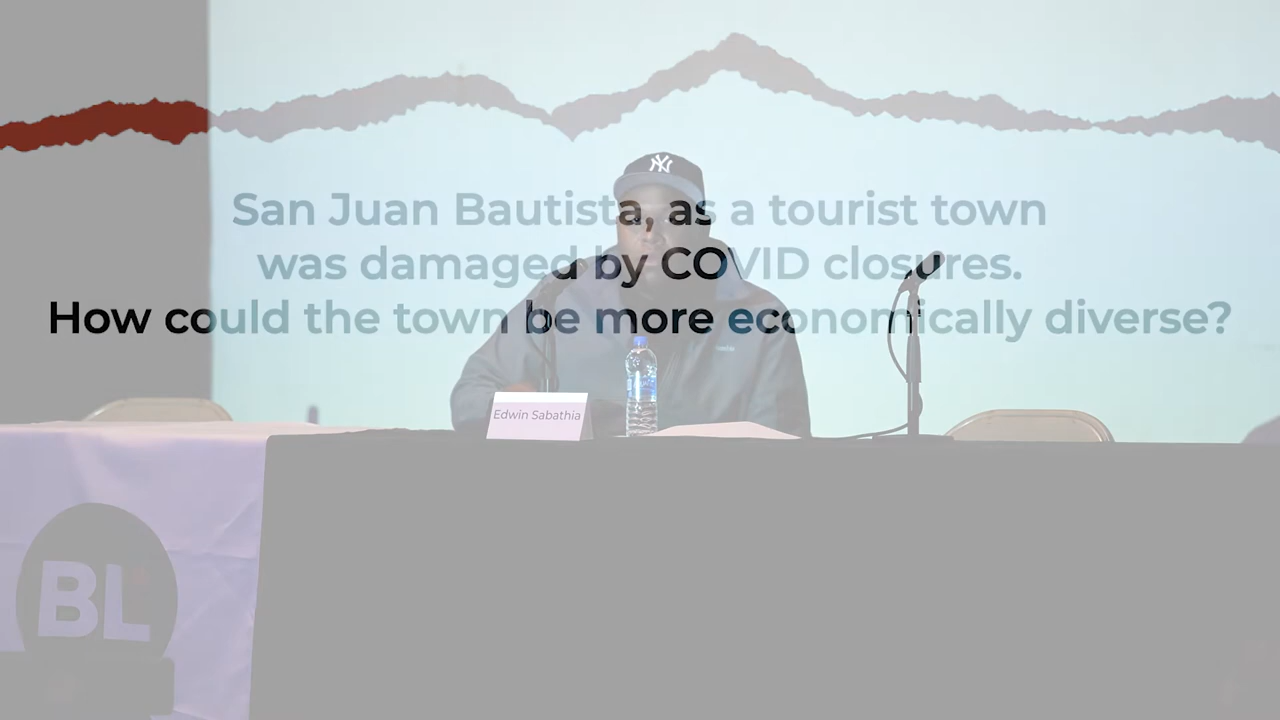 NY
San Juan Bautista, as a tourist town
was damaged by COVID closures.
How could the town be more economically diverse?
Edwin Sabathia
BL